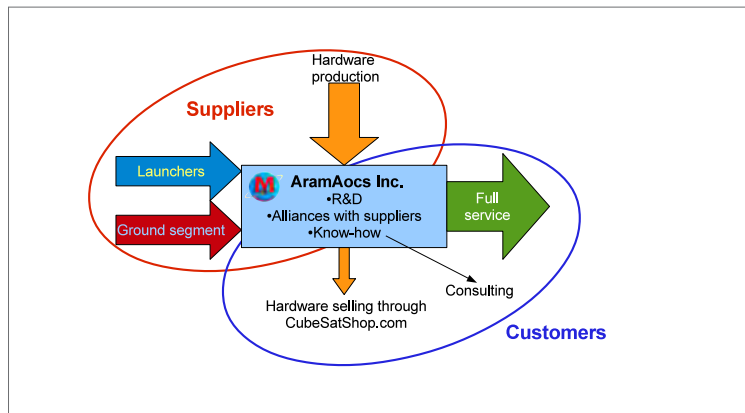 Hardware
production
Suppliers
Launchers
M
AramAocs Inc.
•R&D
•Alliances with suppliers
•Know-how
Full
service
Ground segment
Consulting
Hardware selling through
CubeSatShop.com
Customers